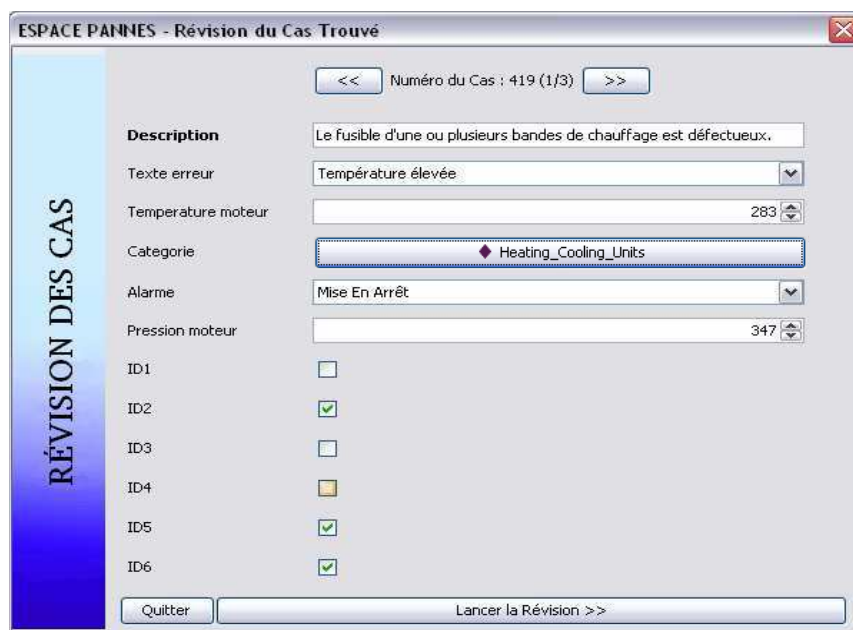 ESPACE PANNES - Révision du Cas Trouvé
<< Numéro du Cas : 419 (1/3) >>
RÉVISION DES CAS
Description Le fusible d'une ou plusieurs bandes de chauffage est défectueux.
Texte erreur Température élevée
Temperature moteur 283
Categorie Heating_Cooling_Units
Alarme Mise En Arrêt
Pression moteur 347
ID1
ID2
ID3
ID4
ID5
ID6
Quitter Lancer la Révision >>